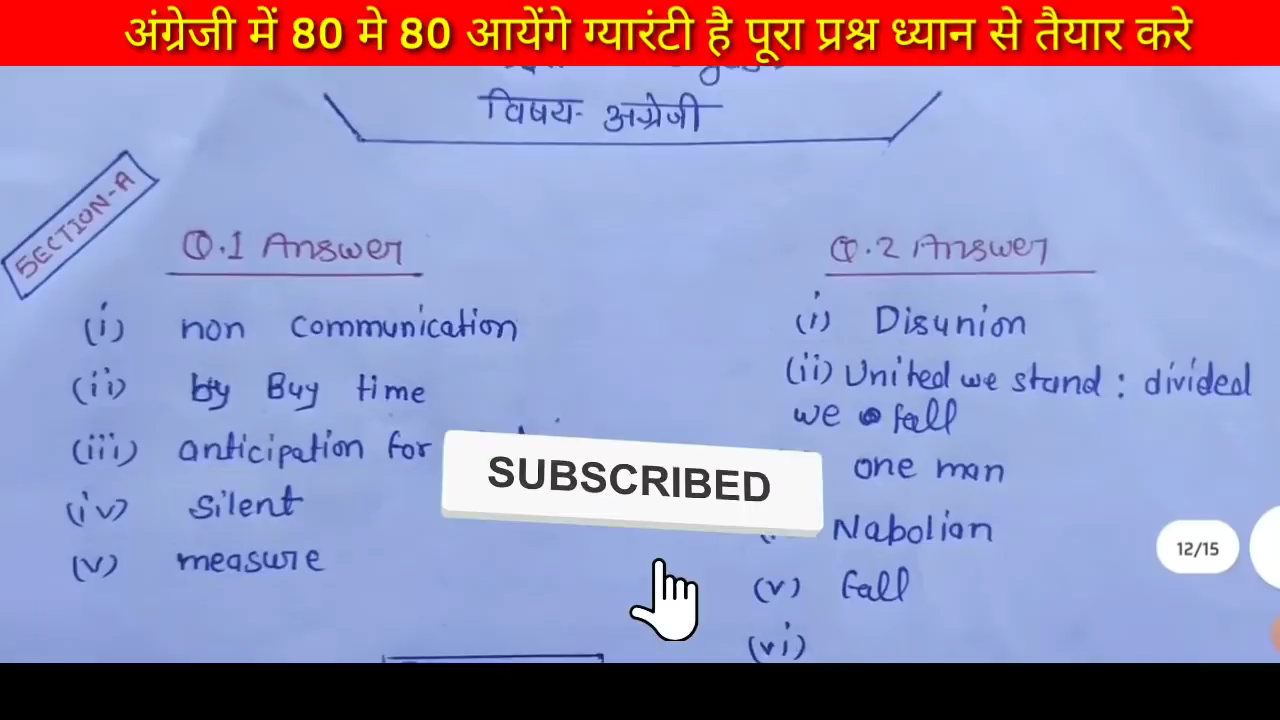 अंग्रेजी में 80 मे 80 आयेंगे ग्यारंटी है पूरा प्रश्न ध्यान से तैयार करे
विषय- अग्रेजी
SECTION-A
Q.1 Answer
(i) non communication
(ii) by Buy time
(iii) anticipation for
(iv) silent
(v) measure
Q.2 Answer
(i) Disunion
(ii) United we stand : divided
we fall
one man
Nabolian
(v) fall
(vi)
SUBSCRIBED
12/15